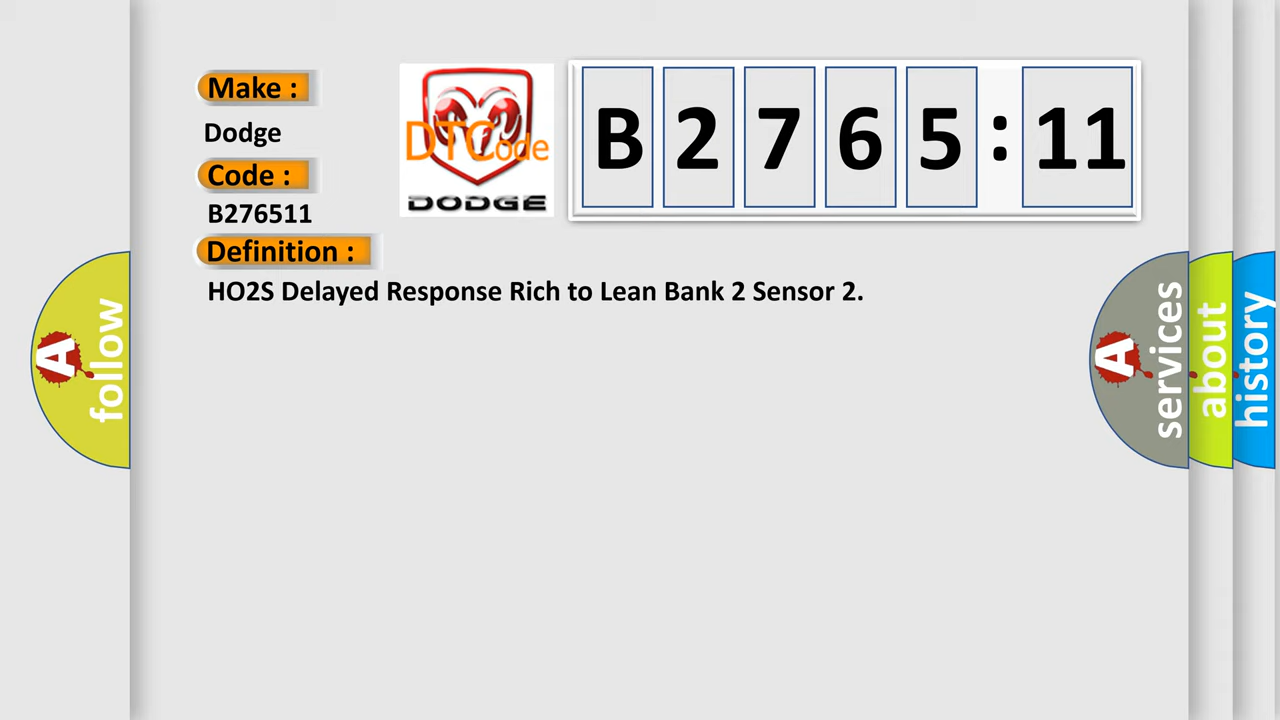 Make :
Dodge
Code :
B276511
Definition :
HO2S Delayed Response Rich to Lean Bank 2 Sensor 2.
DTCode
DODGE
B 2 7 6 5 : 11
A follow
A services
about
history